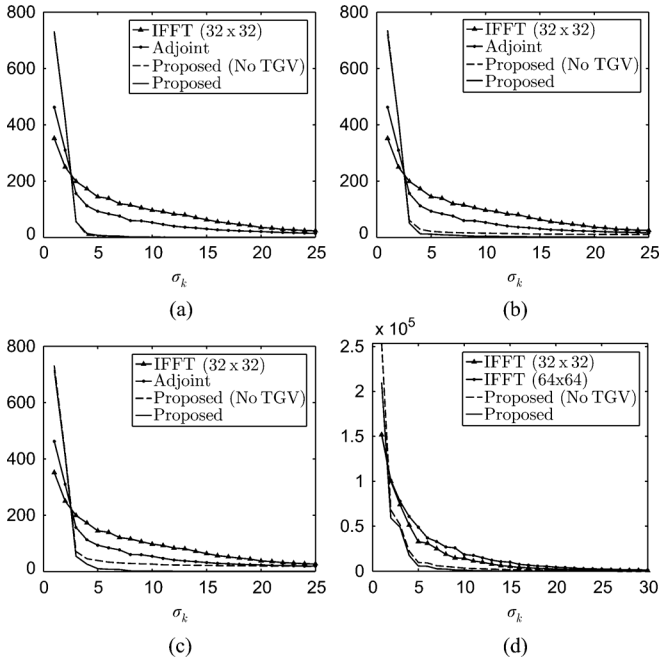 800
600
400
200
0
0 5 10 15 20 25
IFFT (32 x 32)
Adjoint
Proposed (No TGV)
Proposed
σk
(a)
800
600
400
200
0
0 5 10 15 20 25
IFFT (32 x 32)
Adjoint
Proposed (No TGV)
Proposed
σk
(b)
800
600
400
200
0
0 5 10 15 20 25
IFFT (32 x 32)
Adjoint
Proposed (No TGV)
Proposed
σk
(c)
x 10^5
2.5
2
1.5
1
0.5
0
0 10 20 30
IFFT (32 x 32)
IFFT (64x64)
Proposed (No TGV)
Proposed
σk
(d)